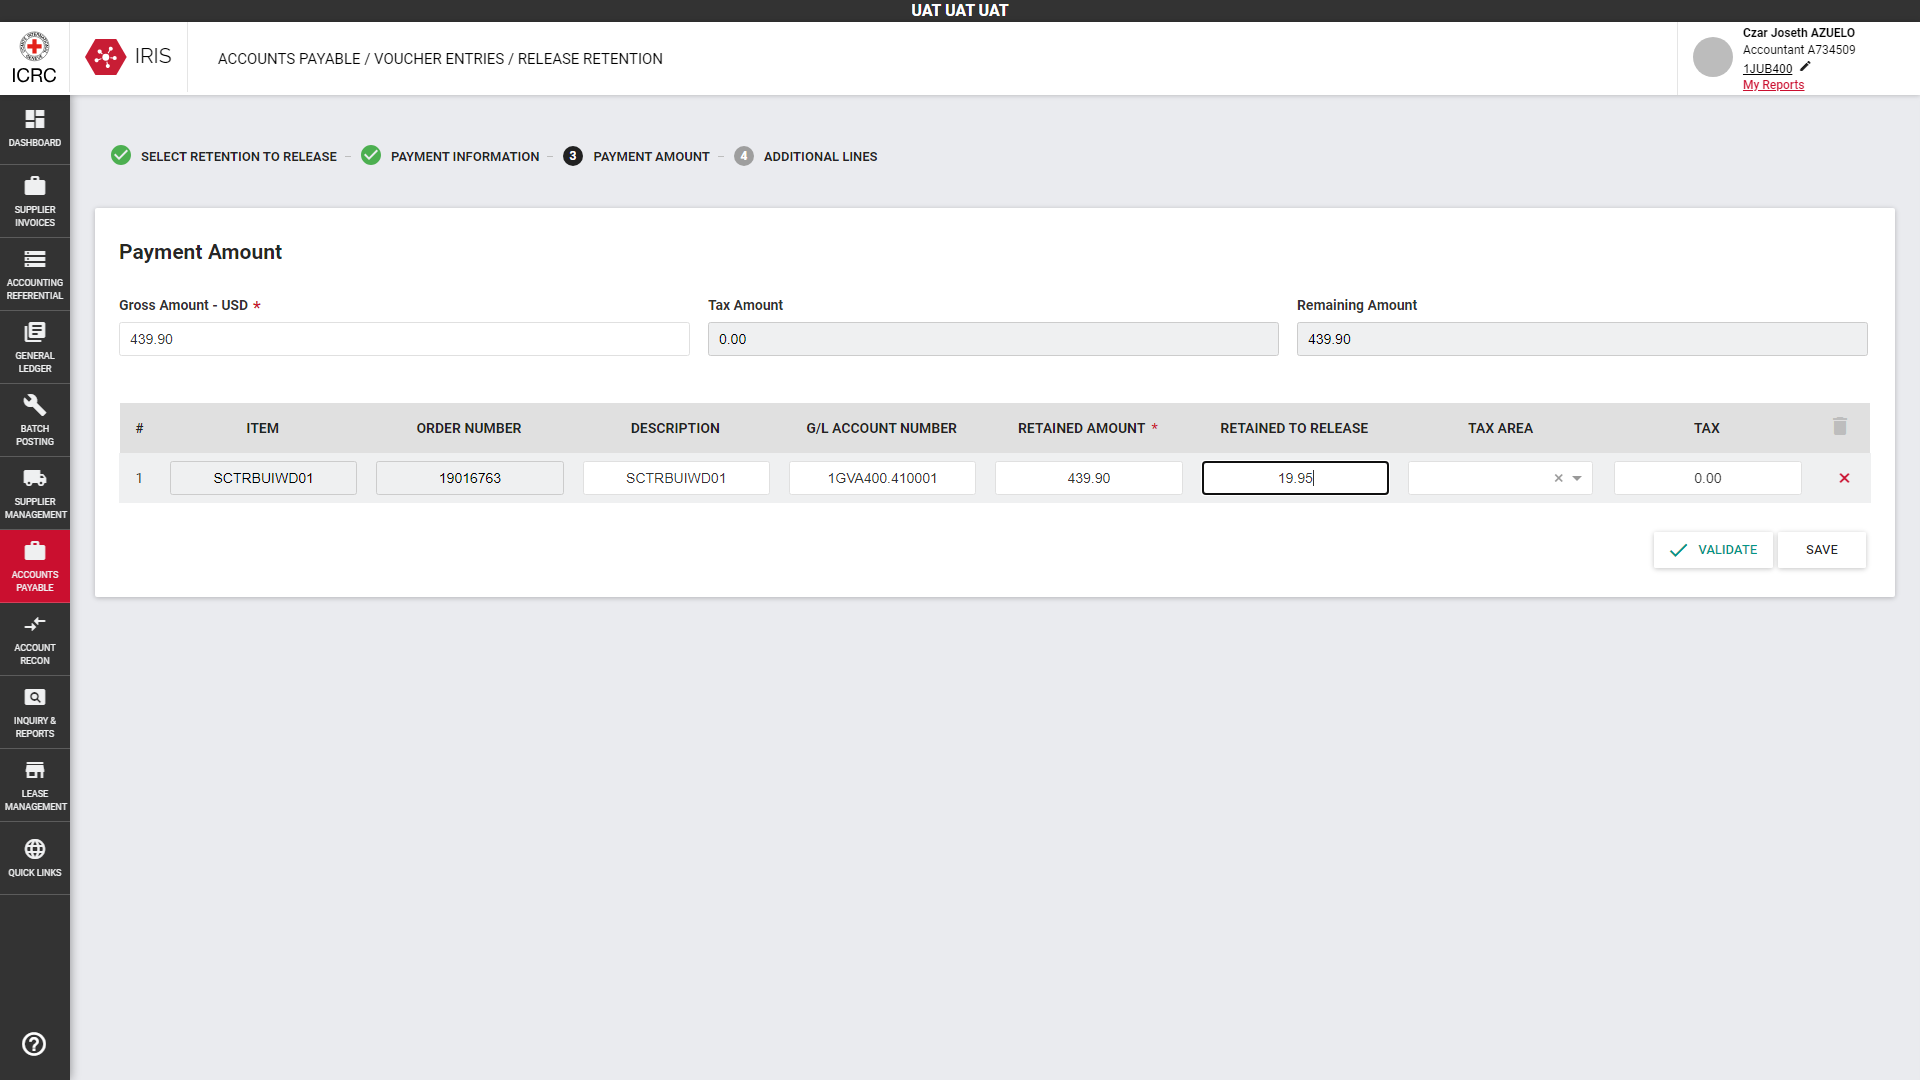 UAT UAT UAT
ICRC
IRIS
ACCOUNTS PAYABLE / VOUCHER ENTRIES / RELEASE RETENTION
Czar Joseth AZUELO
Accountant A734509
1JUB400
My Reports
DASHBOARD
SUPPLIER
INVOICES
ACCOUNTING
REFERENTIAL
GENERAL
LEDGER
BATCH
POSTING
SUPPLIER
MANAGEMENT
ACCOUNTS
PAYABLE
ACCOUNT
RECON
INQUIRY &
REPORTS
LEASE
MANAGEMENT
QUICK LINKS
SELECT RETENTION TO RELEASE – PAYMENT INFORMATION – 3 PAYMENT AMOUNT – 4 ADDITIONAL LINES
Payment Amount
Gross Amount - USD * Tax Amount Remaining Amount
439.90 0.00 439.90
# ITEM ORDER NUMBER DESCRIPTION G/L ACCOUNT NUMBER RETAINED AMOUNT * RETAINED TO RELEASE TAX AREA TAX
1 SCTRBUIWD01 19016763 SCTRBUIWD01 1GVA400.410001 439.90 19.95 0.00
VALIDATE SAVE